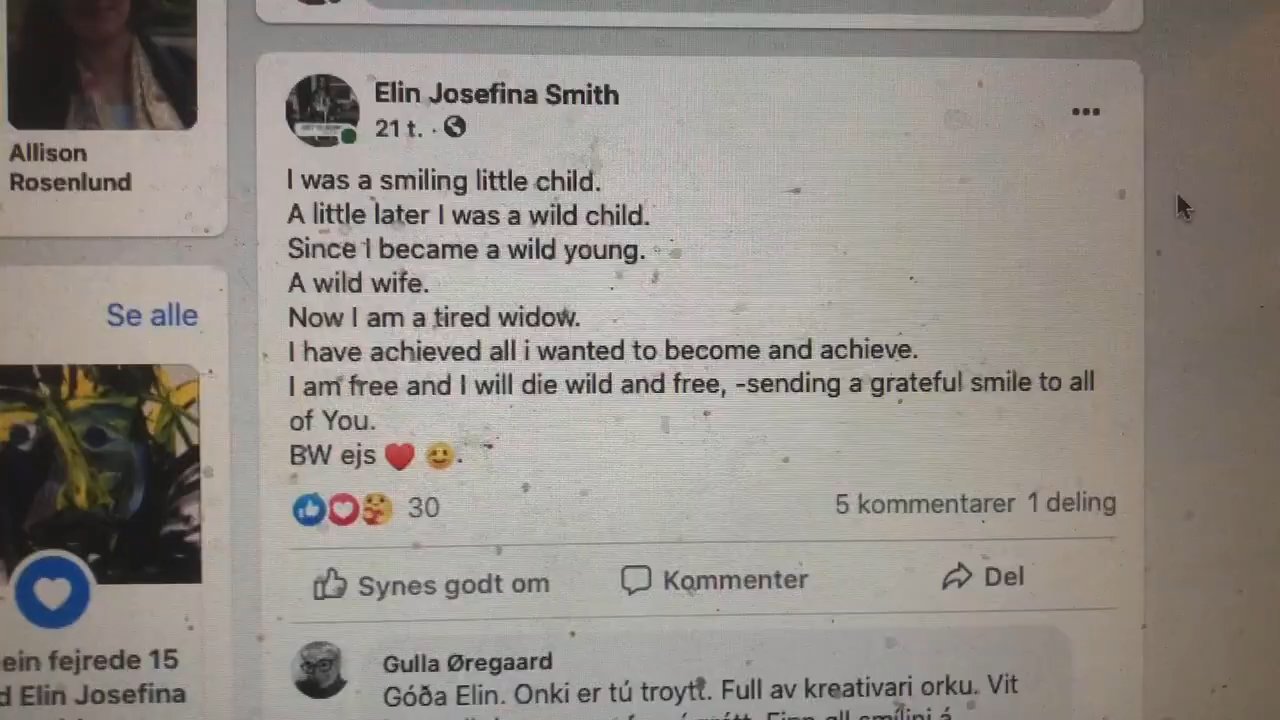 Allison
Rosenlund
Se alle
ein fejrede 15
d Elin Josefina
Elin Josefina Smith
21 t. ·
I was a smiling little child.
A little later I was a wild child.
Since I became a wild young.
A wild wife.
Now I am a tired widow.
I have achieved all i wanted to become and achieve.
I am free and I will die wild and free, -sending a grateful smile to all
of You.
BW ejs ❤️ 🙂.
30
5 kommentarer 1 deling
Synes godt om
Kommenter
Del
Gulla Øregaard
Góða Elin. Onki er tú troytt. Full av kreativari orku. Vit